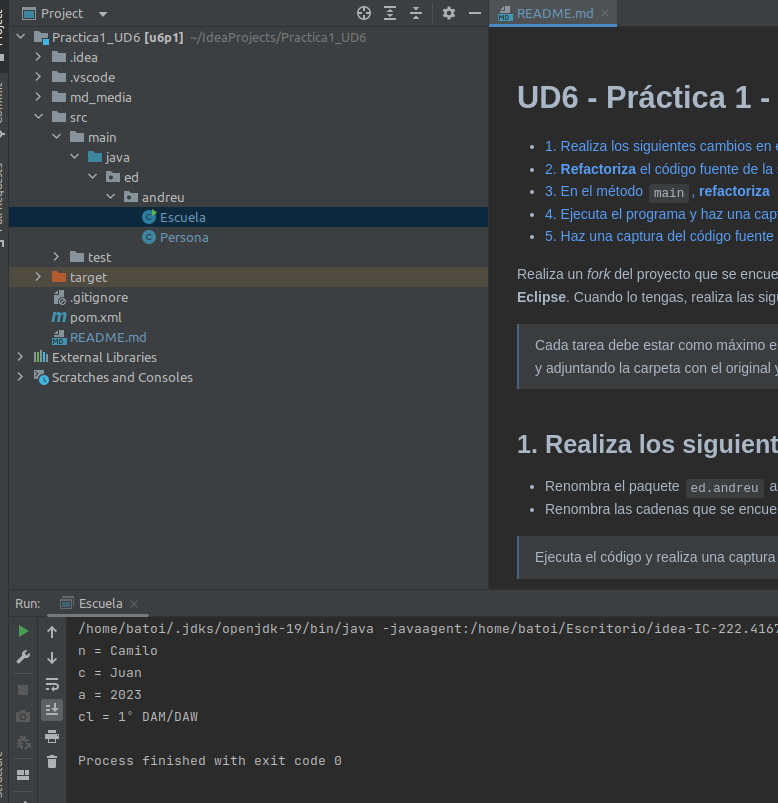 Project
README.md
Practica1_UD6 [u6p1] ~/IdeaProjects/Practica1_UD6
.idea
.vscode
md_media
src
main
java
ed
andreu
Escuela
Persona
test
target
.gitignore
pom.xml
README.md
External Libraries
Scratches and Consoles
UD6 - Práctica 1 -
1. Realiza los siguientes cambios en
2. Refactoriza el código fuente de la
3. En el método main, refactoriza
4. Ejecuta el programa y haz una cap
5. Haz una captura del código fuente
Realiza un fork del proyecto que se encue
Eclipse. Cuando lo tengas, realiza las sig
Cada tarea debe estar como máximo e
y adjuntando la carpeta con el original y
1. Realiza los siguient
Renombra el paquete ed.andreu a
Renombra las cadenas que se encue
Ejecuta el código y realiza una captura
Run: Escuela
/home/batoi/.jdks/openjdk-19/bin/java -javaagent:/home/batoi/Escritorio/idea-IC-222.4167
n = Camilo
c = Juan
a = 2023
cl = 1° DAM/DAW
Process finished with exit code 0